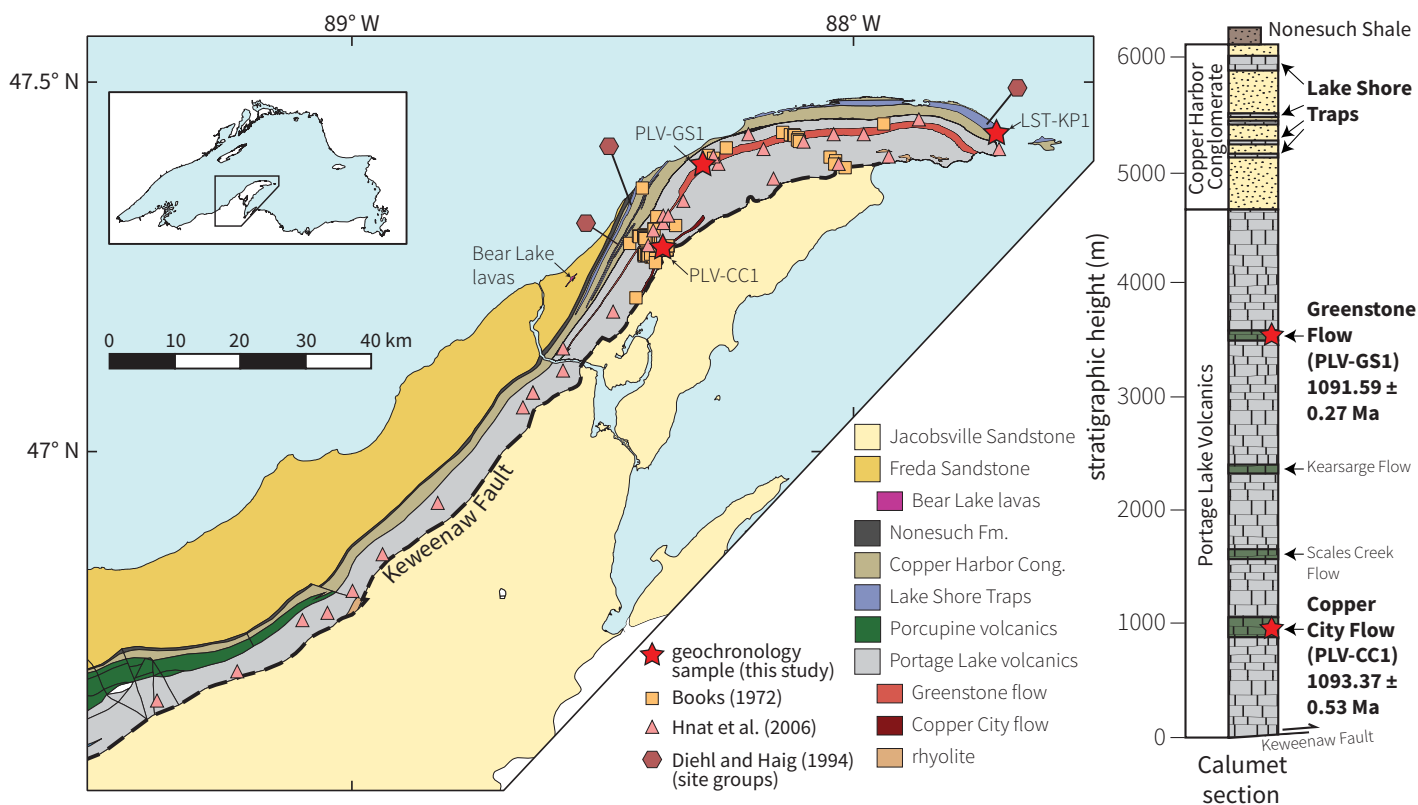 89° W
88° W
47.5° N
47° N
PLV-GS1
LST-KP1
PLV-CC1
Bear Lake
lavas
0 10 20 30 40 km
Keweenaw Fault
Jacobsville Sandstone
Freda Sandstone
Bear Lake lavas
Nonesuch Fm.
Copper Harbor Cong.
Lake Shore Traps
Porcupine volcanics
Portage Lake volcanics
Greenstone flow
Copper City flow
rhyolite
geochronology
sample (this study)
Books (1972)
Hnat et al. (2006)
Diehl and Haig (1994)
(site groups)
stratigraphic height (m)
6000
5000
4000
3000
2000
1000
0
Copper Harbor
Conglomerate
Portage Lake Volcanics
Nonesuch Shale
Lake Shore
Traps
Greenstone
Flow
(PLV-GS1)
1091.59 ±
0.27 Ma
Kearsarge Flow
Scales Creek
Flow
Copper
City Flow
(PLV-CC1)
1093.37 ±
0.53 Ma
Keweenaw Fault
Calumet
section